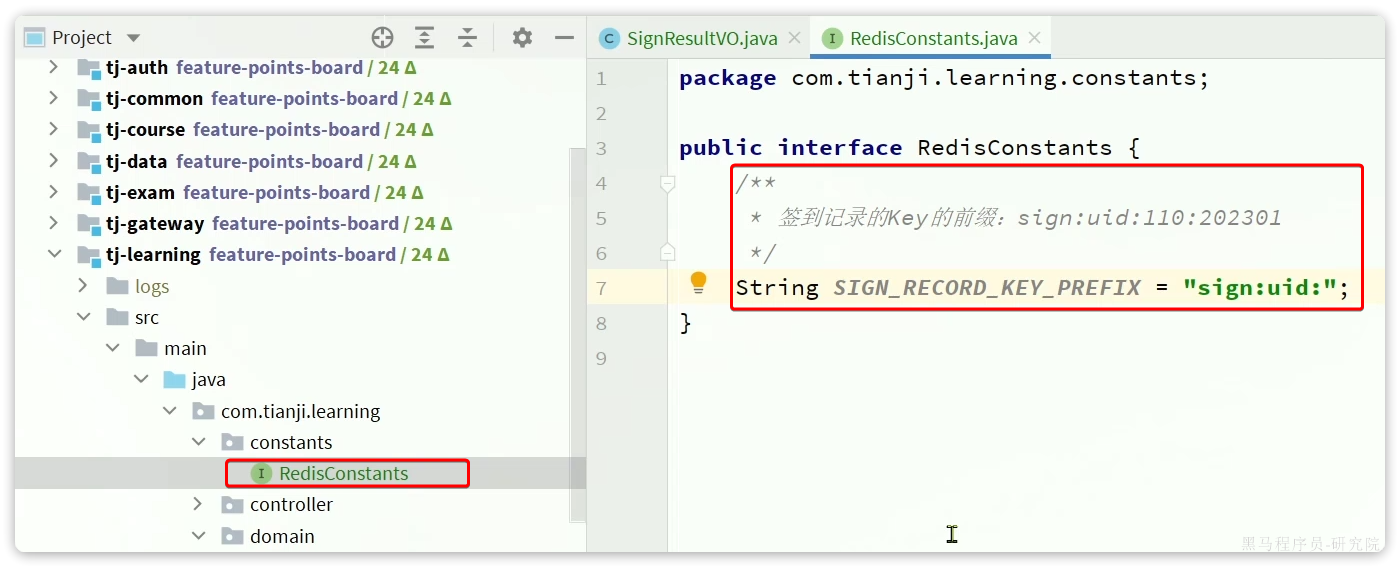 Project
tj-auth feature-points-board / 24 Δ
tj-common feature-points-board / 24 Δ
tj-course feature-points-board / 24 Δ
tj-data feature-points-board / 24 Δ
tj-exam feature-points-board / 24 Δ
tj-gateway feature-points-board / 24 Δ
tj-learning feature-points-board / 24 Δ
logs
src
main
java
com.tianji.learning
constants
I RedisConstants
controller
domain
C SignResultVO.java I RedisConstants.java
1 package com.tianji.learning.constants;
2
3 public interface RedisConstants {
4 /**
5 * 签到记录的Key的前缀：sign:uid:110:202301
6 */
7 String SIGN_RECORD_KEY_PREFIX = "sign:uid:";
8 }
9
黑马程序员-研究院